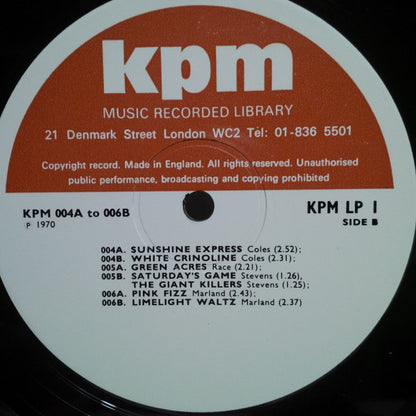 kpm
MUSIC RECORDED LIBRARY
21 Denmark Street London WC2 Tel: 01-836 5501
Copyright record. Made in England. All rights reserved. Unauthorised
public performance, broadcasting and copying prohibited
KPM 004A to 006B
℗ 1970
KPM LP 1
SIDE B
004A. SUNSHINE EXPRESS Coles (2.52);
004B. WHITE CRINOLINE Coles (2.31);
005A. GREEN ACRES Race (2.21);
005B. SATURDAY'S GAME Stevens (1.26),
THE GIANT KILLERS Stevens (1.25);
006A. PINK FIZZ Marland (2.43);
006B. LIMELIGHT WALTZ Marland (2.37)